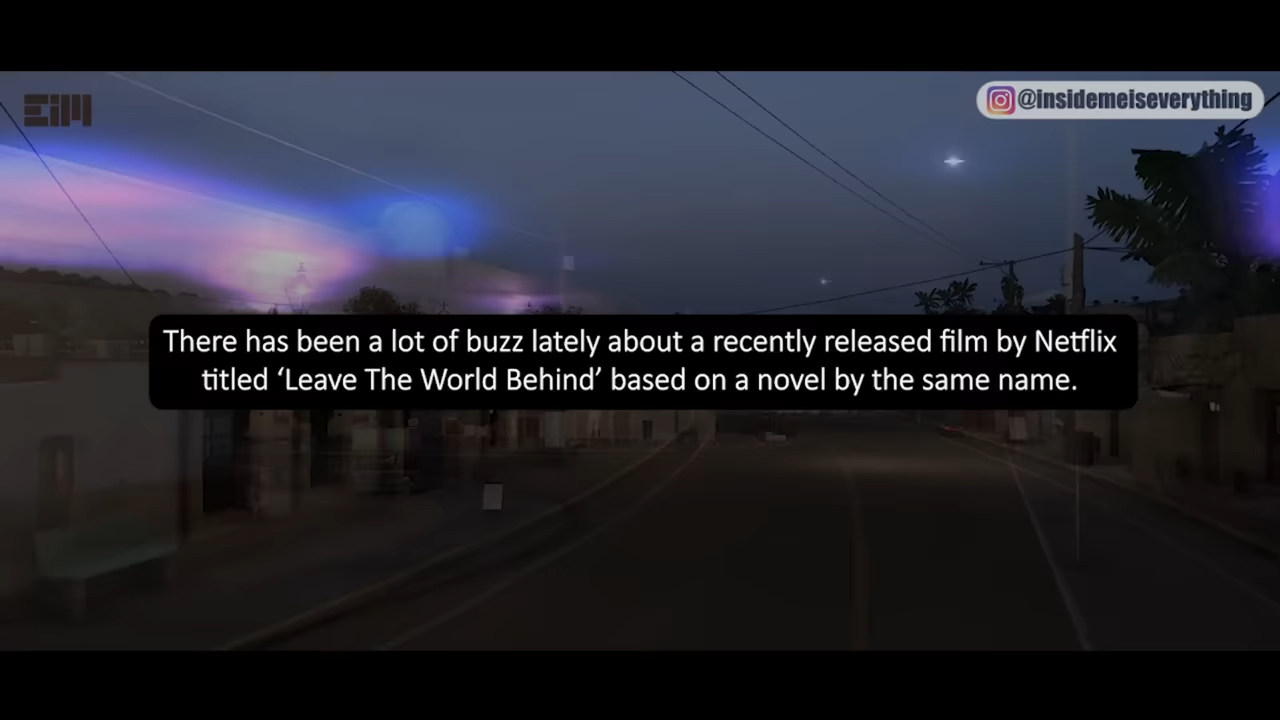 @insidemeiseverything
There has been a lot of buzz lately about a recently released film by Netflix
titled ‘Leave The World Behind’ based on a novel by the same name.